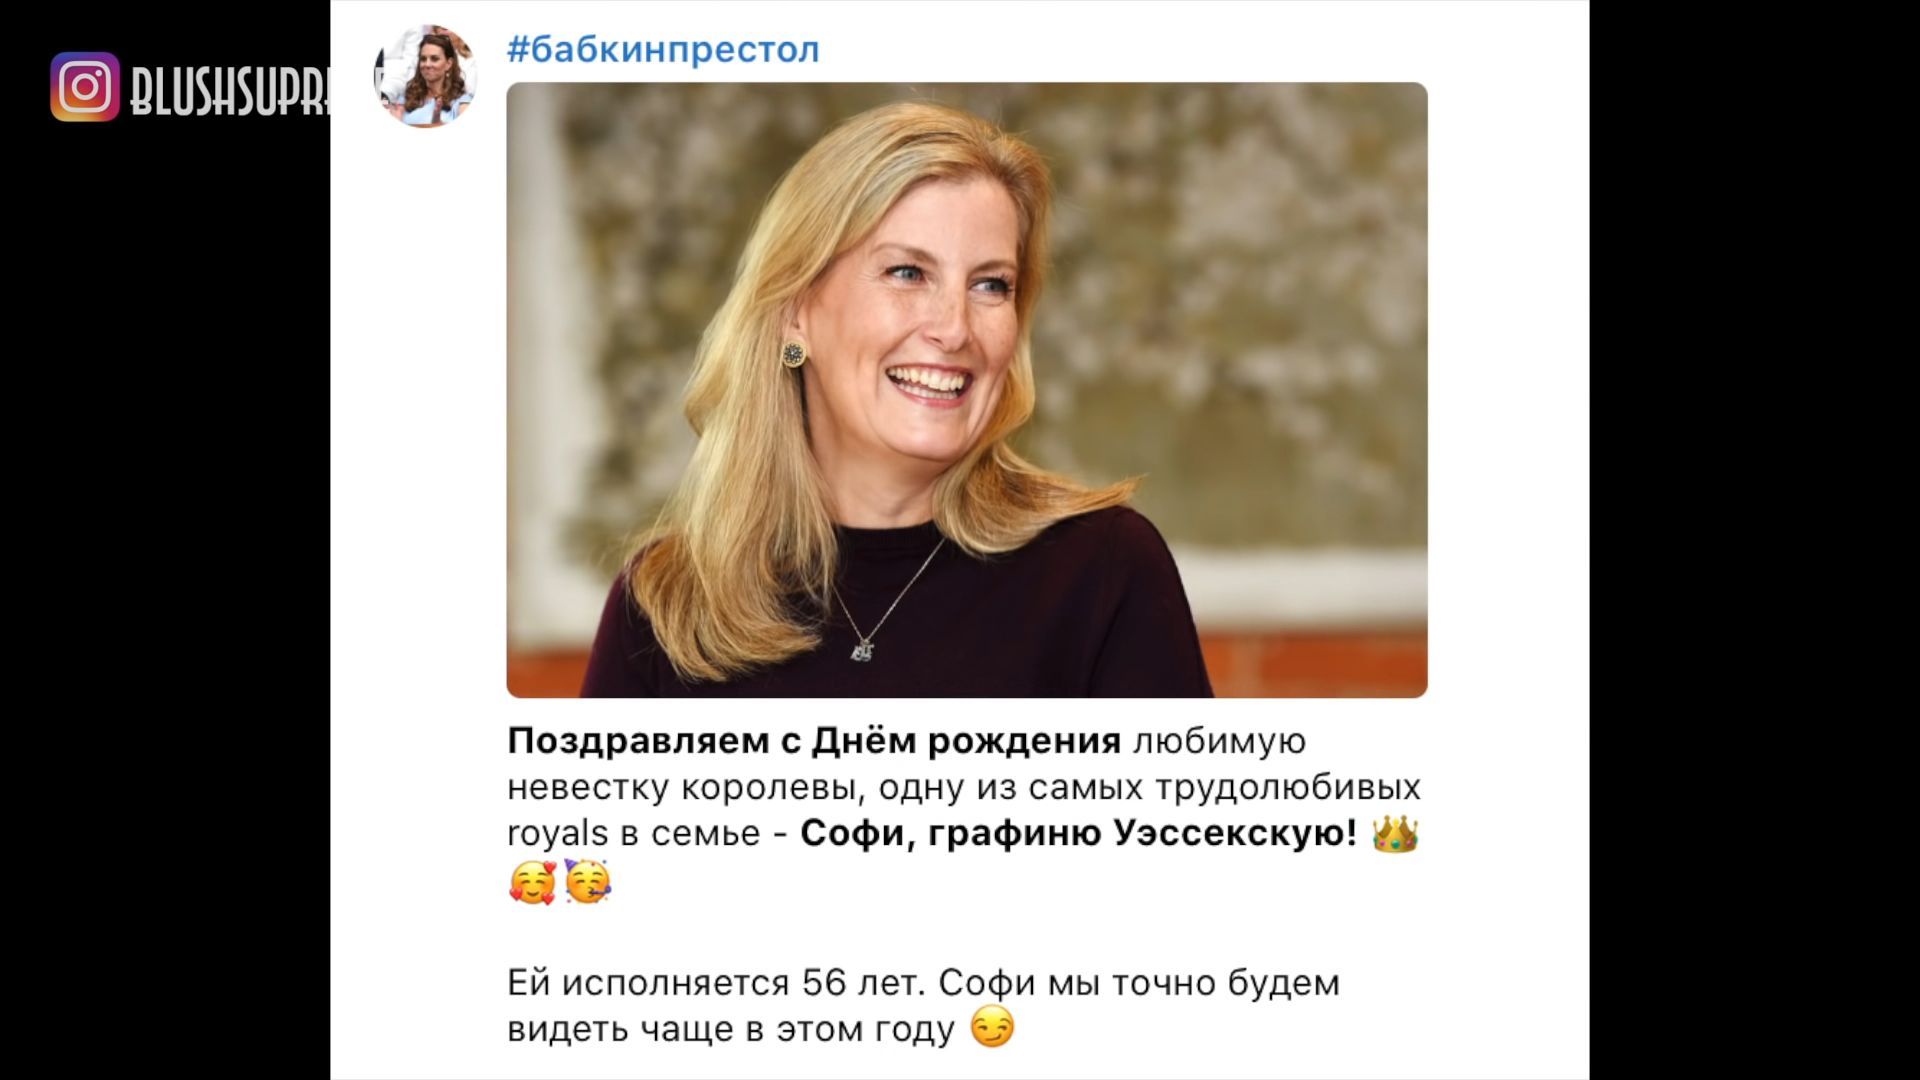 BLUSHSUPR
#бабкинпрестол
Поздравляем с Днём рождения любимую
невестку королевы, одну из самых трудолюбивых
royals в семье - Софи, графиню Уэссекскую! 👑
🥰🥳
Ей исполняется 56 лет. Софи мы точно будем
видеть чаще в этом году 😏